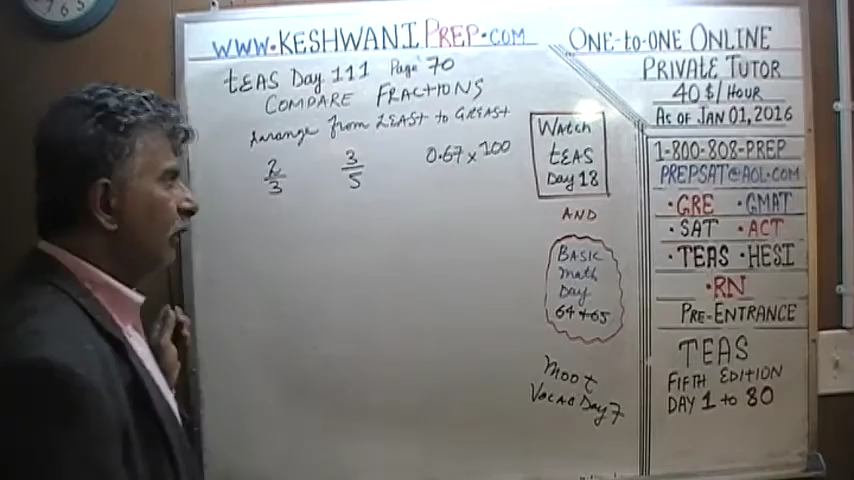 WWW.KESHWANIPREP.COM
TEAS Day 111 Page 70
COMPARE FRACTIONS
Arrange from LEAST to GREAST
2/3 3/5 0.67 x 100
WATCH
TEAS
Day 18
AND
BASIC
Math
Day
64+65
MOOT
VOCAB Day 7
ONE-to-ONE ONLINE
PRIVATE TUTOR
40$/HOUR
AS OF JAN 01, 2016
1-800-808-PREP
PREPSAT@AOL.COM
•GRE •GMAT
•SAT •ACT
•TEAS •HESI
•RN
PRE-ENTRANCE
TEAS
FIFTH EDITION
DAY 1 to 80